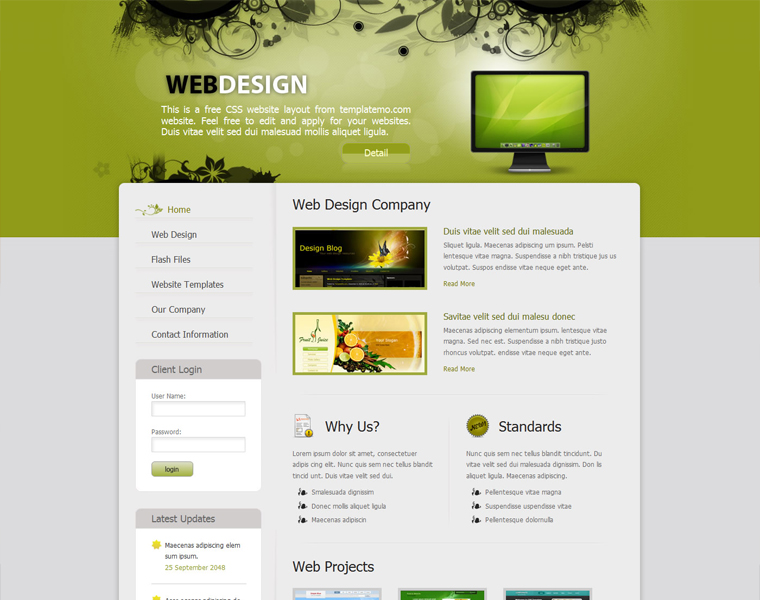 WEBDESIGN
This is a free CSS website layout from templatemo.com
website. Feel free to edit and apply for your websites.
Duis vitae velit sed dui malesuad mollis aliquet ligula.
Detail
Home
Web Design
Flash Files
Website Templates
Our Company
Contact Information
Client Login
User Name:
Password:
login
Latest Updates
Maecenas adipiscing elem
sum ipsum.
25 September 2048
Web Design Company
Design Blog
Duis vitae velit sed dui malesuada
Sliquet ligula. Maecenas adipiscing um ipsum. Pelsti
lentesque vitae magna. Suspendisse a nibh tristique jus us
volutpat. Suspos endisse vitae neque eget ante.
Read More
Fruit Juice
Savitae velit sed dui malesu donec
Maecenas adipiscing elementum ipsum. lentesque vitae
magna. Sed nec est. Suspendisse a nibh tristique justo
rhoncus volutpat. endisse vitae neque eget ante.
Read More
Why Us?
Lorem ipsum dolor sit amet, consectetuer
adipis cing elit. Nunc quis sem nec tellus blandit
tincid unt. Duis vitae velit sed dui.
Smalesuada dignissim
Donec mollis aliquet ligula
Maecenas adipiscin
NEW!
Standards
Nunc quis sem nec tellus blandit tincidunt. Du
vitae velit sed dui malesuada dignissim. Don lis
aliquet ligula. Maecenas adipiscing.
Pellentesque vitae magna
Suspendisse uspendisse vitae
Pellentesque dolornulla
Web Projects